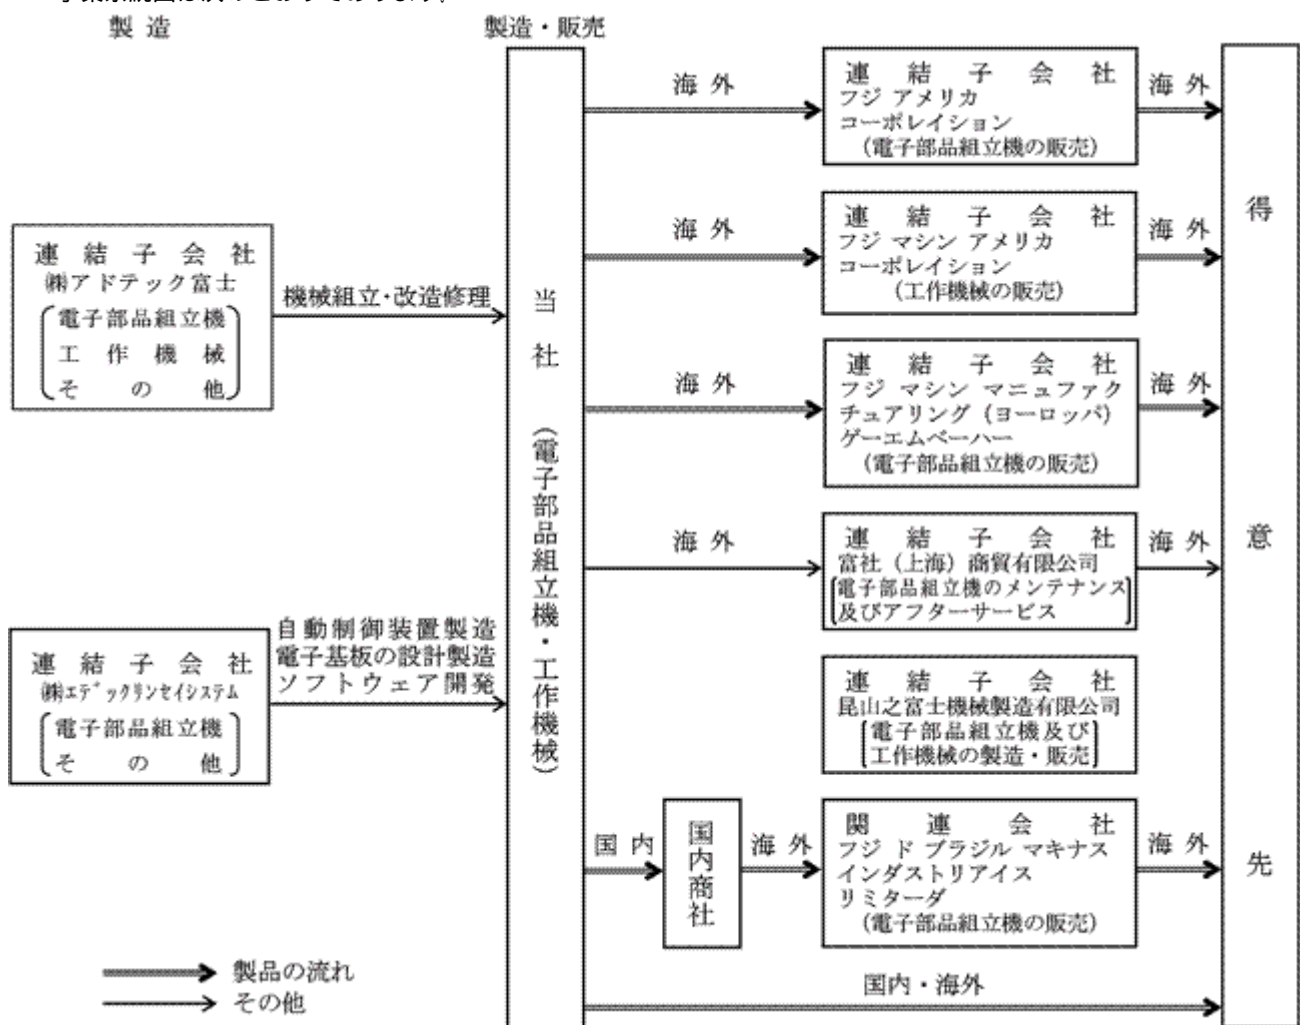 事業系統図は次のとおりであります。
製 造
製造・販売
連結子会社
㈱アドテック富士
電子部品組立機
工作機械
その他
機械組立・改造修理
連結子会社
㈱エデックリンセイシステム
電子部品組立機
その他
自動制御装置製造
電子基板の設計製造
ソフトウェア開発
当社(電子部品組立機・工作機械)
海 外
連結子会社
フジ アメリカ
コーポレイション
(電子部品組立機の販売)
海 外
海 外
連結子会社
フジ マシン アメリカ
コーポレイション
(工作機械の販売)
海 外
海 外
連結子会社
フジ マシン マニュファク
チュアリング (ヨーロッパ)
ゲーエムベーハー
(電子部品組立機の販売)
海 外
海 外
連結子会社
富社 (上海) 商貿有限公司
電子部品組立機のメンテナンス
及びアフターサービス
海 外
連結子会社
昆山之富士機械製造有限公司
電子部品組立機及び
工作機械の製造・販売
国 内
国内商社
海 外
関連会社
フジ ド ブラジル マキナス
インダストリアイス
リミターダ
(電子部品組立機の販売)
海 外
国内・海外
得意先
製品の流れ
その他